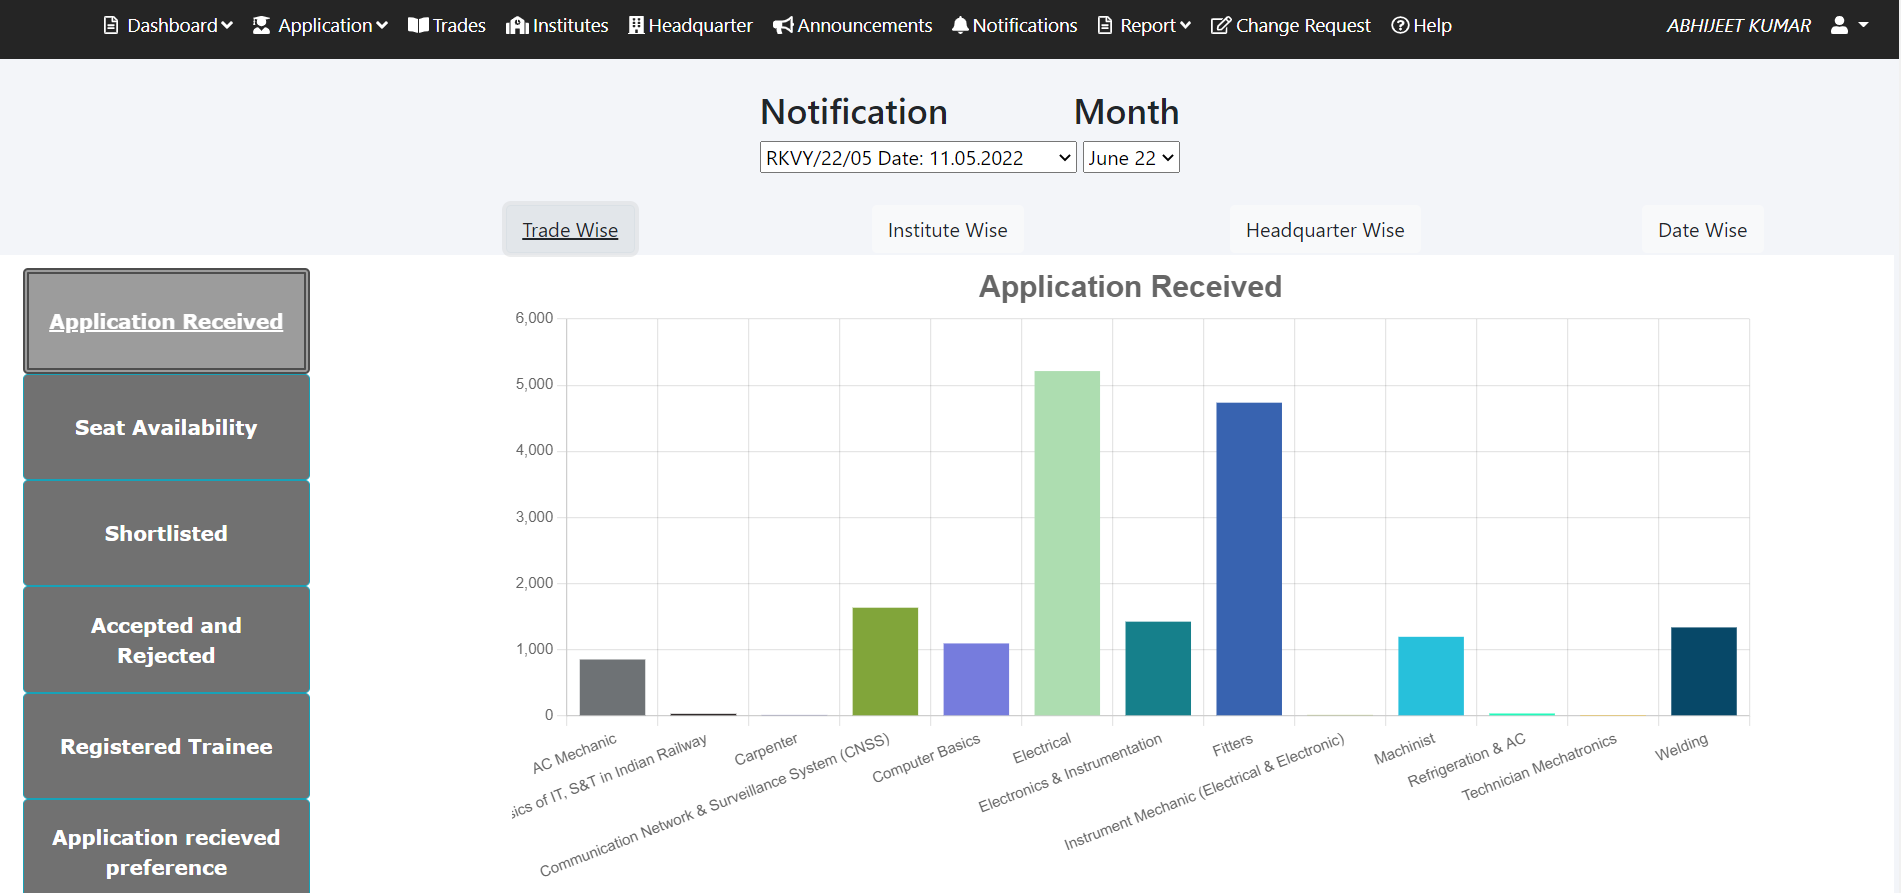 Dashboard Application Trades Institutes Headquarter Announcements Notifications Report Change Request Help ABHIJEET KUMAR
Notification Month
RKVY/22/05 Date: 11.05.2022 June 22
Trade Wise Institute Wise Headquarter Wise Date Wise
Application Received
Seat Availability
Shortlisted
Accepted and
Rejected
Registered Trainee
Application recieved
preference
Application Received
6,000
5,000
4,000
3,000
2,000
1,000
0
AC Mechanic
sics of IT, S&T in Indian Railway
Carpenter
Communication Network & Surveillance System (CNSS)
Computer Basics
Electrical
Electronics & Instrumentation
Fitters
Instrument Mechanic (Electrical & Electronic)
Machinist
Refrigeration & AC
Technician Mechatronics
Welding